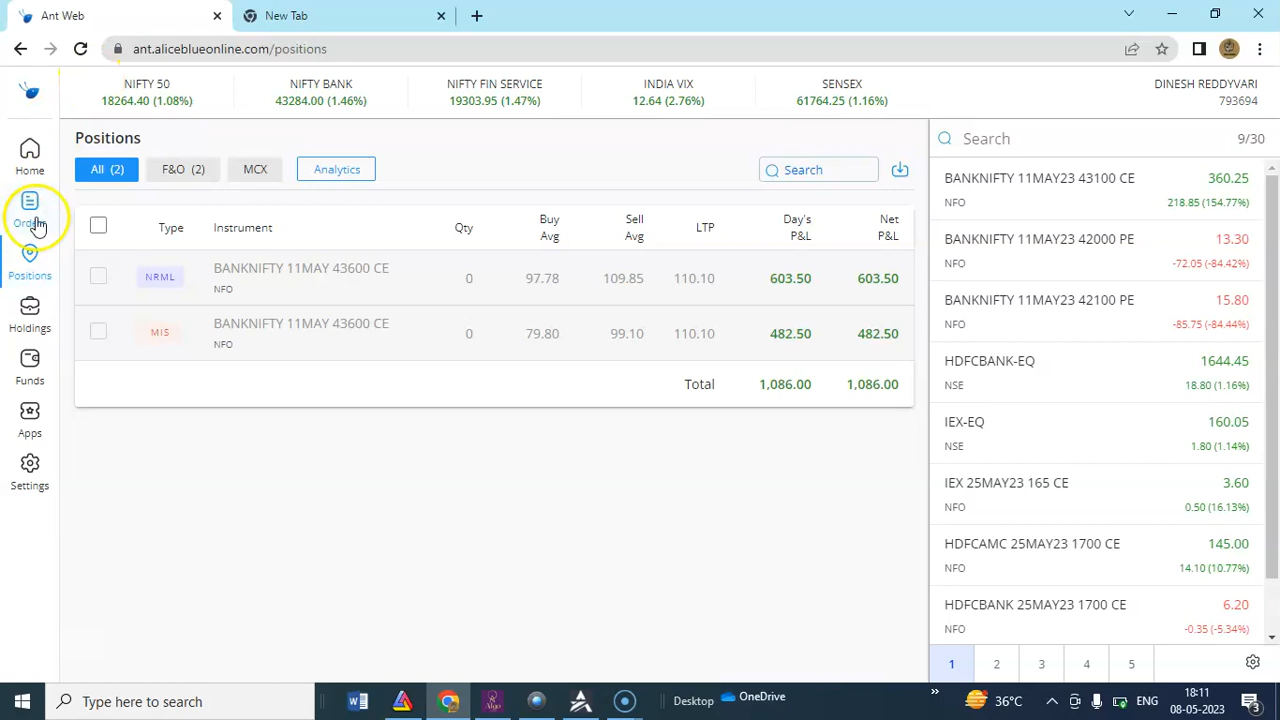 Ant Web
New Tab
ant.aliceblueonline.com/positions
NIFTY 50
18264.40 (1.08%)
NIFTY BANK
43284.00 (1.46%)
NIFTY FIN SERVICE
19303.95 (1.47%)
INDIA VIX
12.64 (2.76%)
SENSEX
61764.25 (1.16%)
DINESH REDDYVARI
793694
Home
Orders
Positions
Holdings
Funds
Apps
Settings
Positions
All (2) F&O (2) MCX Analytics Search
Type Instrument Qty Buy Avg Sell Avg LTP Day's P&L Net P&L
NRML BANKNIFTY 11MAY 43600 CE 0 97.78 109.85 110.10 603.50 603.50
NFO
MIS BANKNIFTY 11MAY 43600 CE 0 79.80 99.10 110.10 482.50 482.50
NFO
Total 1,086.00 1,086.00
Search 9/30
BANKNIFTY 11MAY23 43100 CE 360.25
NFO 218.85 (154.77%)
BANKNIFTY 11MAY23 42000 PE 13.30
NFO -72.05 (-84.42%)
BANKNIFTY 11MAY23 42100 PE 15.80
NFO -85.75 (-84.44%)
HDFCBANK-EQ 1644.45
NSE 18.80 (1.16%)
IEX-EQ 160.05
NSE 1.80 (1.14%)
IEX 25MAY23 165 CE 3.60
NFO 0.50 (16.13%)
HDFCAMC 25MAY23 1700 CE 145.00
NFO 14.10 (10.77%)
HDFCBANK 25MAY23 1700 CE 6.20
NFO -0.35 (-5.34%)
1 2 3 4 5
Type here to search
Algo
Desktop
OneDrive
36°C
ENG
18:11
08-05-2023
3